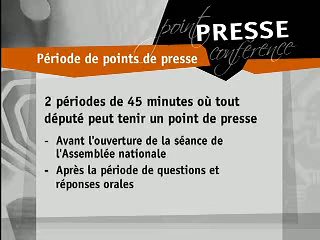 point
PRESSE
conférence
Période de points de presse
2 périodes de 45 minutes où tout
député peut tenir un point de presse
- Avant l'ouverture de la séance de
l'Assemblée nationale
- Après la période de questions et
réponses orales